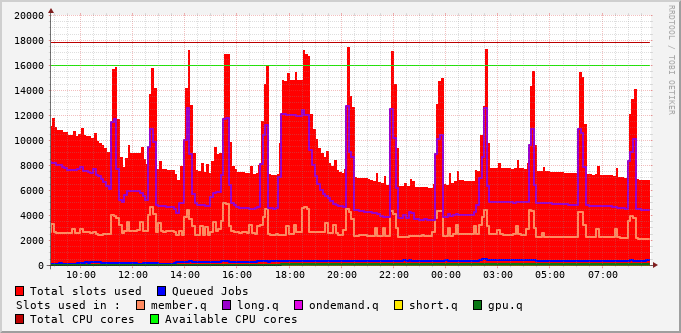 20000
18000
16000
14000
12000
10000
8000
6000
4000
2000
0
10:00 12:00 14:00 16:00 18:00 20:00 22:00 00:00 03:00 05:00 07:00
RRDTOOL / TOBI OETIKER
Total slots used Queued Jobs
Slots used in : member.q long.q ondemand.q short.q gpu.q
Total CPU cores Available CPU cores